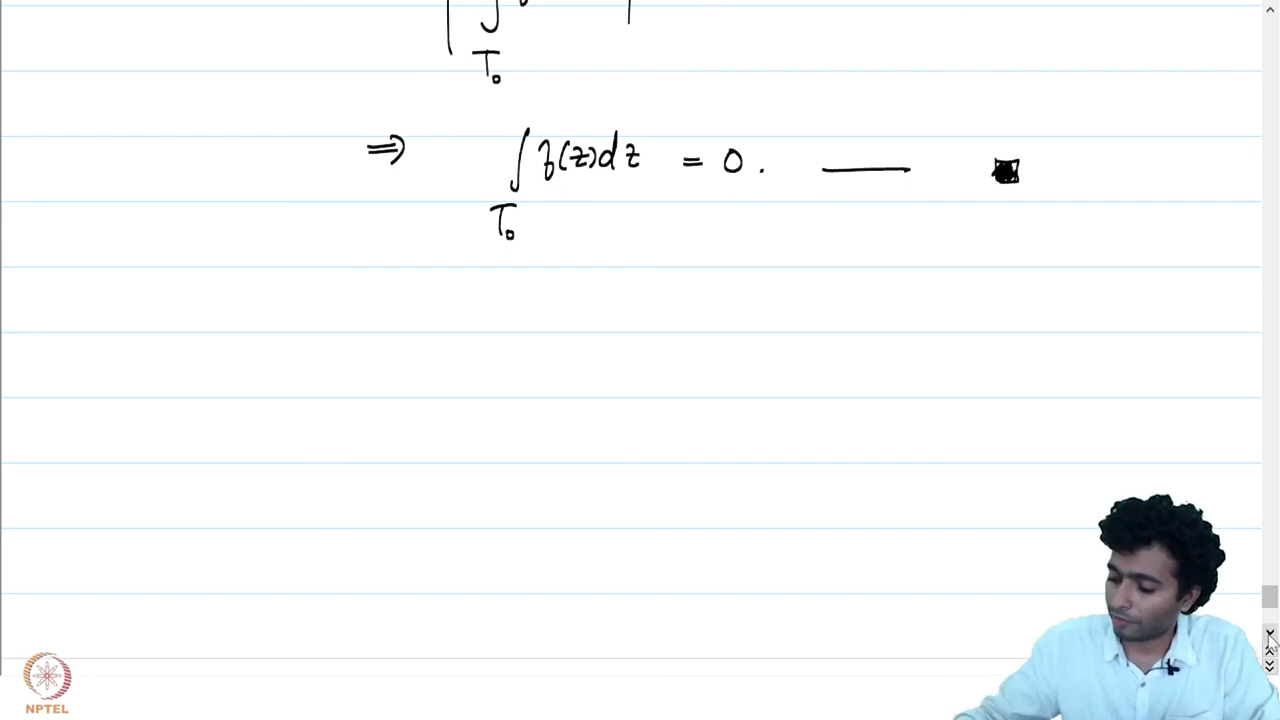 ∫
T₀
⇒ ∫ f(z)dz = 0. —— ■
T₀
NPTEL